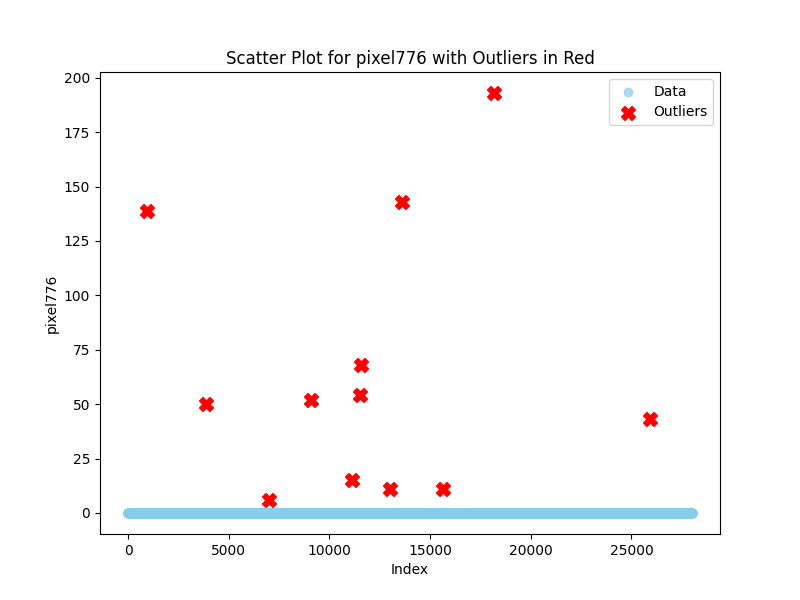 Scatter Plot for pixel776 with Outliers in Red
Data
Outliers
200
175
150
125
100
75
50
25
0
pixel776
0 5000 10000 15000 20000 25000
Index